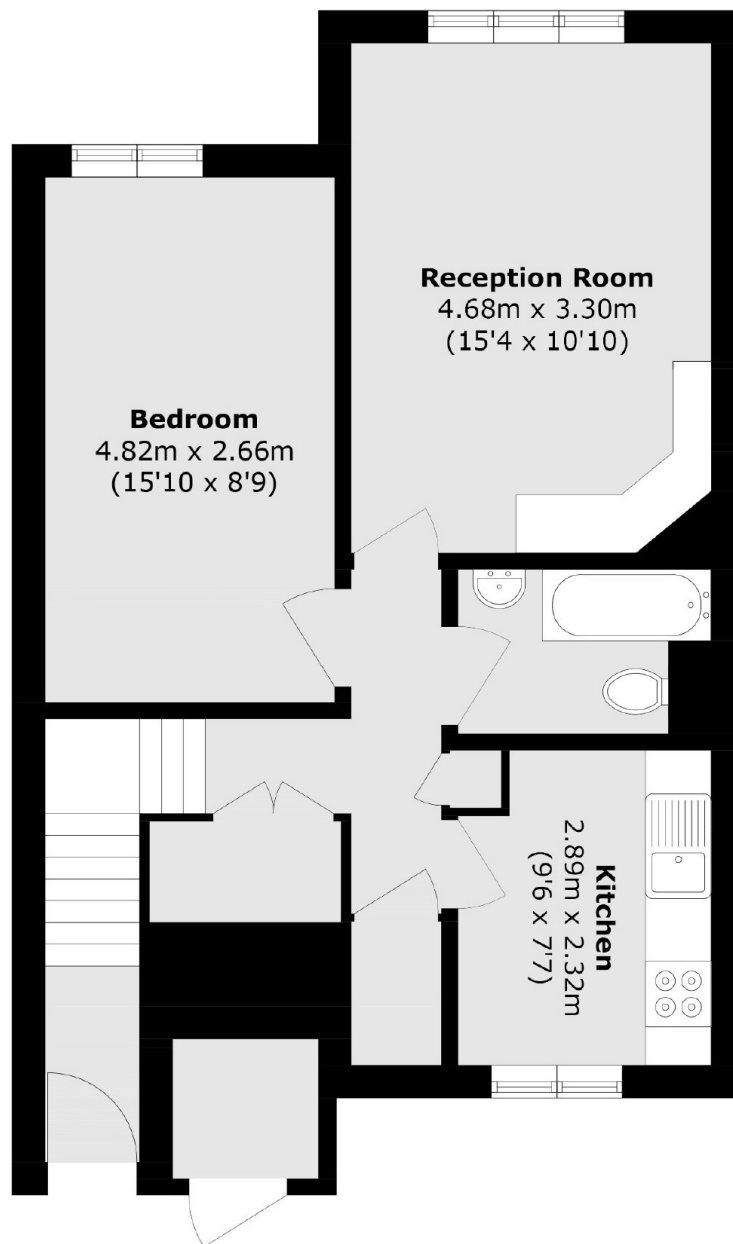 Reception Room
4.68m x 3.30m
(15'4 x 10'10)
Bedroom
4.82m x 2.66m
(15'10 x 8'9)
Kitchen
2.89m x 2.32m
(9'6 x 7'7)